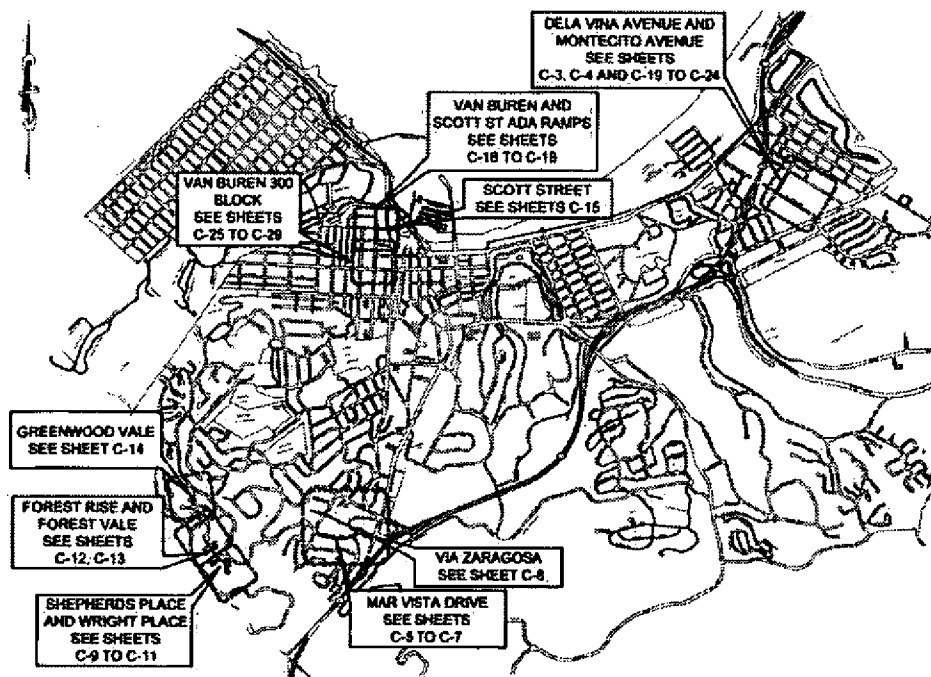 DELA VINA AVENUE AND
MONTECITO AVENUE
SEE SHEETS
C-3, C-4 AND C-19 TO C-24
VAN BUREN AND
SCOTT ST ADA RAMPS
SEE SHEETS
C-16 TO C-18
VAN BUREN 300
BLOCK
SEE SHEETS
C-25 TO C-29
SCOTT STREET
SEE SHEETS C-15
GREENWOOD VALE
SEE SHEET C-14
FOREST RISE AND
FOREST VALE
SEE SHEETS
C-12, C-13
VIA ZARAGOSA
SEE SHEET C-8
SHEPHERDS PLACE
AND WRIGHT PLACE
SEE SHEETS
C-9 TO C-11
MAR VISTA DRIVE
SEE SHEETS
C-5 TO C-7